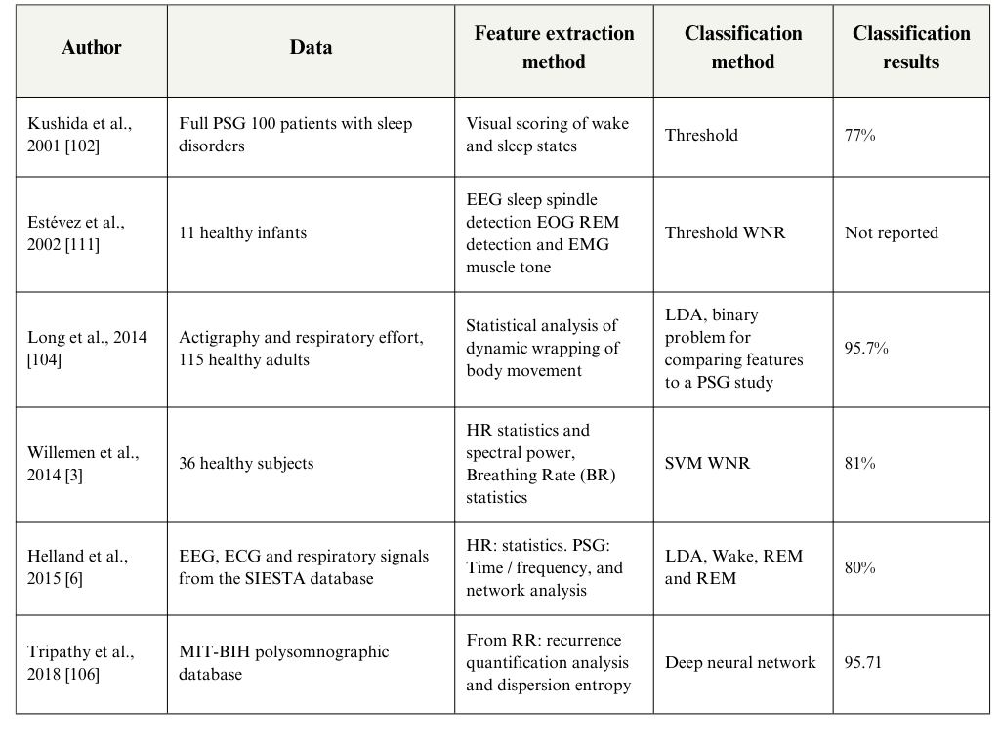 Author
Data
Feature extraction
method
Classification
method
Classification
results
Kushida et al.,
2001 [102]
Full PSG 100 patients with sleep
disorders
Visual scoring of wake
and sleep states
Threshold
77%
Estévez et al.,
2002 [111]
11 healthy infants
EEG sleep spindle
detection EOG REM
detection and EMG
muscle tone
Threshold WNR
Not reported
Long et al., 2014
[104]
Actigraphy and respiratory effort,
115 healthy adults
Statistical analysis of
dynamic wrapping of
body movement
LDA, binary
problem for
comparing features
to a PSG study
95.7%
Willemen et al.,
2014 [3]
36 healthy subjects
HR statistics and
spectral power,
Breathing Rate (BR)
statistics
SVM WNR
81%
Helland et al.,
2015 [6]
EEG, ECG and respiratory signals
from the SIESTA database
HR: statistics. PSG:
Time / frequency, and
network analysis
LDA, Wake, REM
and REM
80%
Tripathy et al.,
2018 [106]
MIT-BIH polysomnographic
database
From RR: recurrence
quantification analysis
and dispersion entropy
Deep neural network
95.71